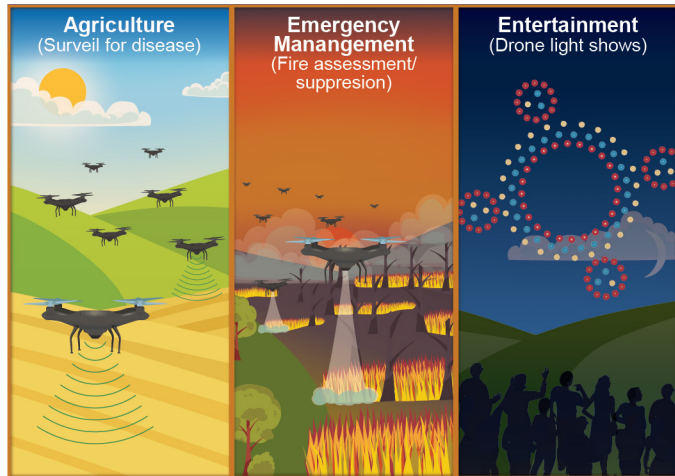 Agriculture
(Surveil for disease)
Emergency
Manangement
(Fire assessment/
suppresion)
Entertainment
(Drone light shows)